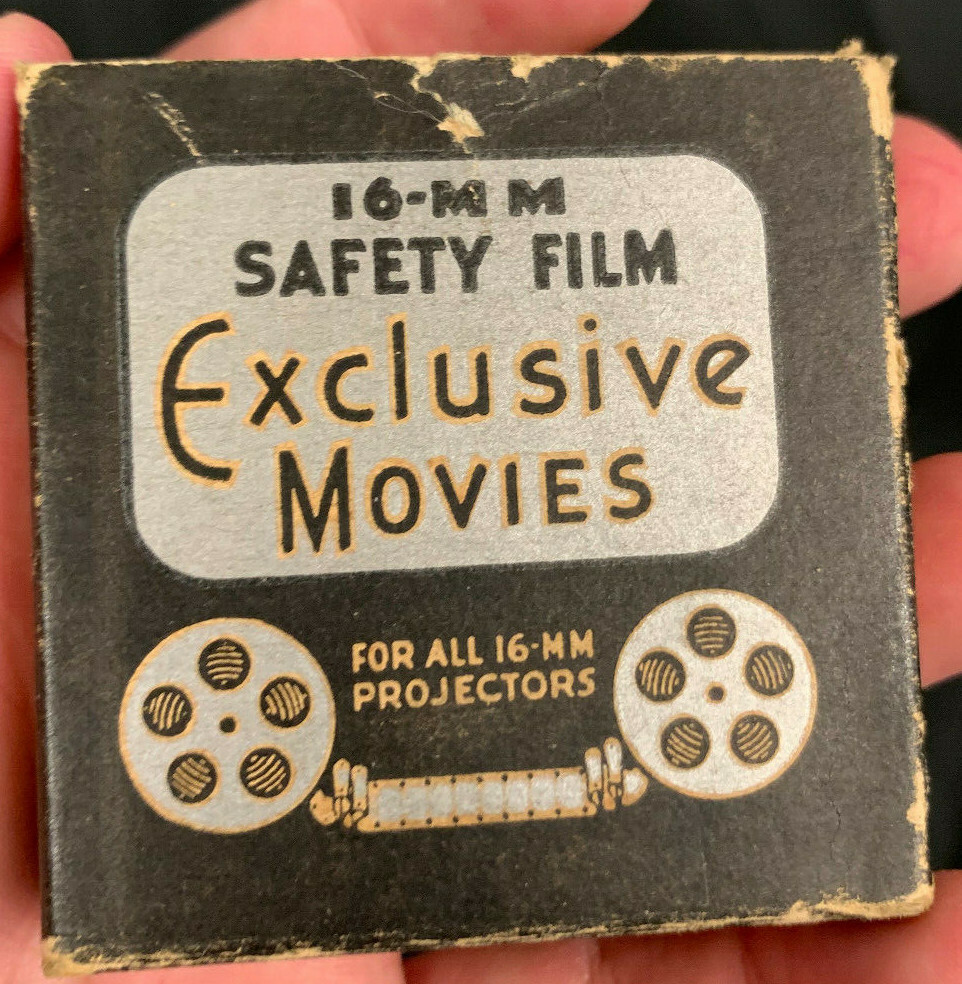 16-MM
SAFETY FILM
Exclusive
MOVIES
FOR ALL 16-MM
PROJECTORS